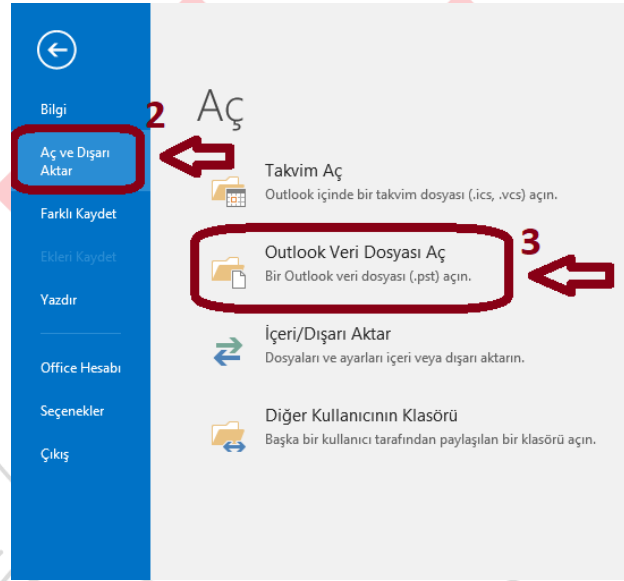 Bilgi
2
Aç
Aç ve Dışarı
Aktar
Takvim Aç
Outlook içinde bir takvim dosyası (.ics, .vcs) açın.
Farklı Kaydet
3
Outlook Veri Dosyası Aç
Bir Outlook veri dosyası (.pst) açın.
Ekleri Kaydet
Yazdır
İçeri/Dışarı Aktar
Dosyaları ve ayarları içeri veya dışarı aktarın.
Office Hesabı
Seçenekler
Diğer Kullanıcının Klasörü
Başka bir kullanıcı tarafından paylaşılan bir klasörü açın.
Çıkış